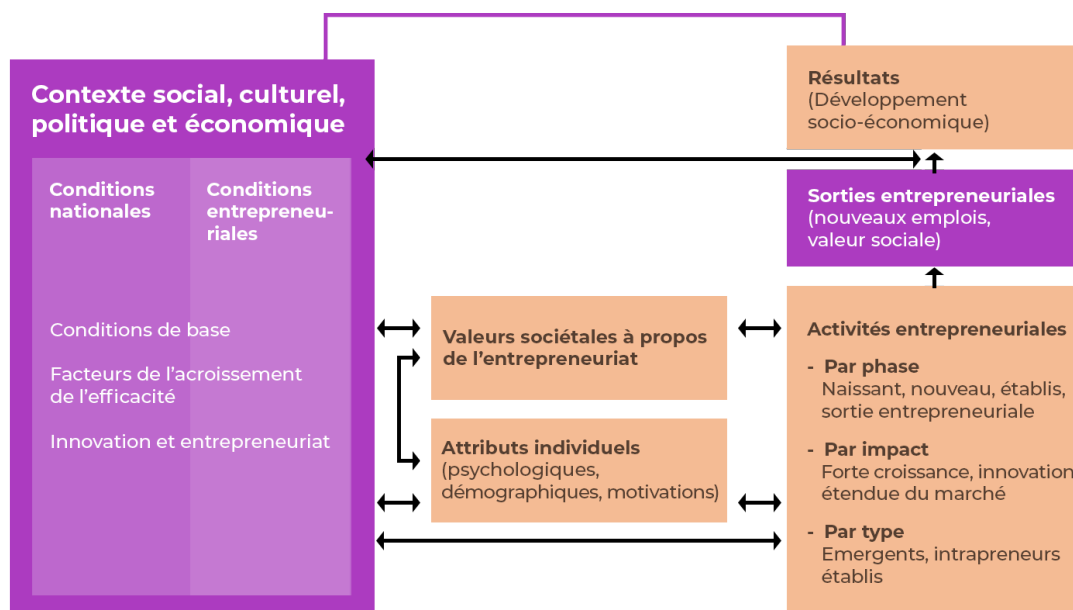 Contexte social, culturel,
politique et économique
Conditions
nationales
Conditions
entrepreneu-
riales
Conditions de base
Facteurs de l'acroissement
de l'efficacité
Innovation et entrepreneuriat
Valeurs sociétales à propos
de l'entrepreneuriat
Attributs individuels
(psychologiques,
démographiques, motivations)
Résultats
(Développement
socio-économique)
Sorties entrepreneuriales
(nouveaux emplois,
valeur sociale)
Activités entrepreneuriales
- Par phase
Naissant, nouveau, établis,
sortie entrepreneuriale
- Par impact
Forte croissance, innovation
étendue du marché
- Par type
Emergents, intrapreneurs
établis